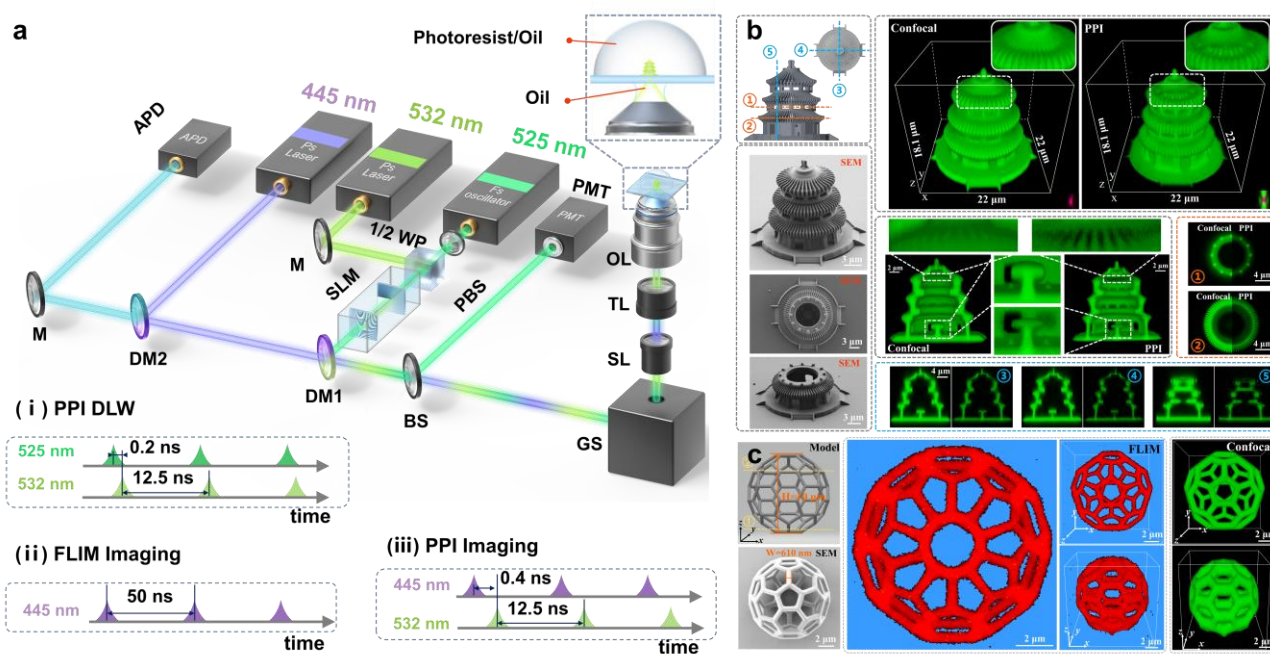 a
Photoresist/Oil
Oil
445 nm
532 nm
525 nm
APD
APD
Ps Laser
Ps Laser
Fs oscillator
PMT
PMT
M
1/2 WP
SLM
PBS
OL
TL
SL
M
DM2
DM1
BS
GS
( i ) PPI DLW
525 nm
0.2 ns
532 nm
12.5 ns
time
(ii) FLIM Imaging
445 nm
50 ns
time
(iii) PPI Imaging
445 nm
0.4 ns
532 nm
12.5 ns
time
b
⑤
④
③
①
②
SEM
3 μm
SEM
3 μm
SEM
3 μm
Confocal
18.1 μm
22 μm
22 μm
z
y
x
PPI
18.1 μm
22 μm
22 μm
z
y
x
2 μm
Confocal
2 μm
PPI
Confocal PPI
①
4 μm
Confocal PPI
②
4 μm
4 μm
③
④
⑤
c
Model
z
y
x
SEM
W=610 nm
2 μm
2 μm
FLIM
y
z
x
2 μm
z
y
x
2 μm
Confocal
y
z
x
2 μm
z
y
x
2 μm